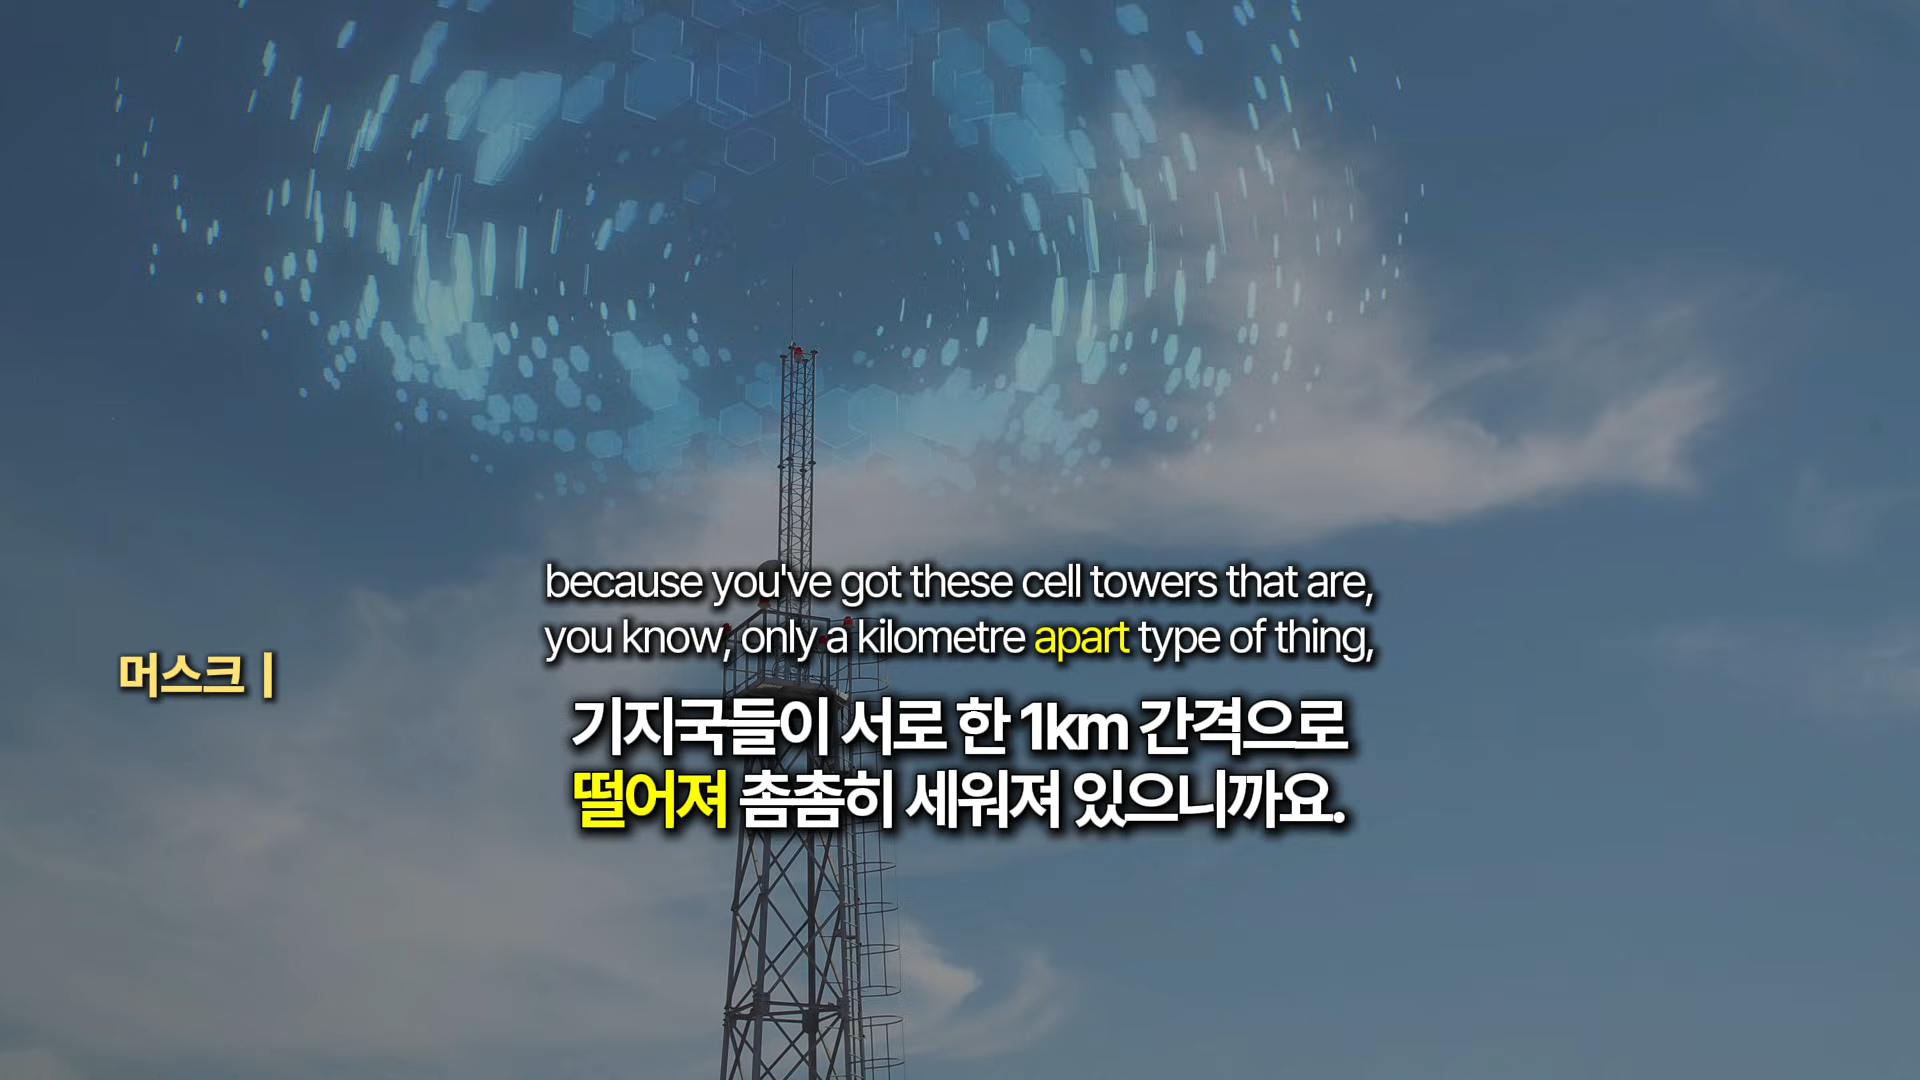 because you've got these cell towers that are,
you know, only a kilometre apart type of thing,
머스크 |
기지국들이 서로 한 1km 간격으로
떨어져 촘촘히 세워져 있으니까요.